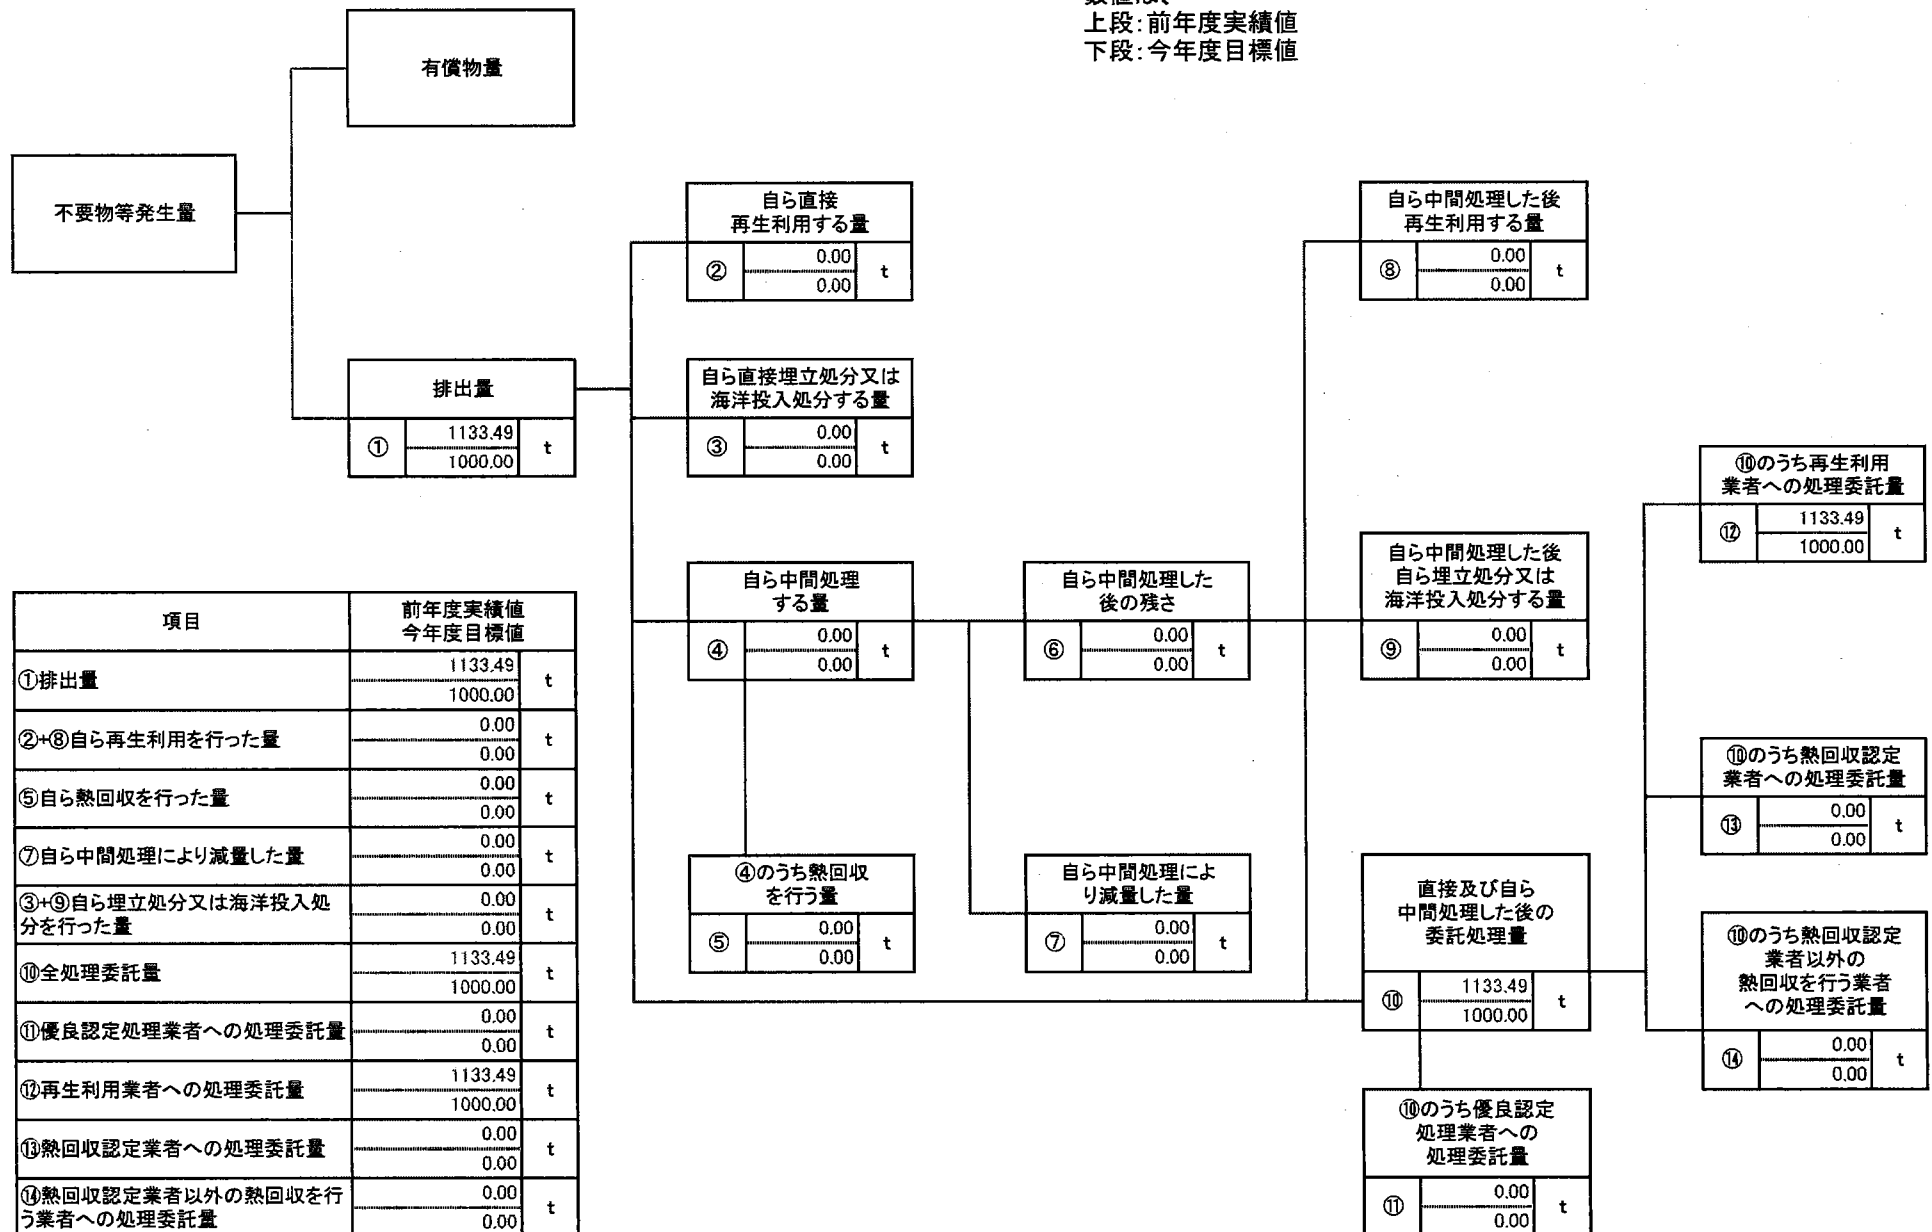 上段:前年度実績値
下段:今年度目標値
有償物量
不要物等発生量
排出量
① 1133.49 t
1000.00
自ら直接
再生利用する量
② 0.00 t
0.00
自ら直接埋立処分又は
海洋投入処分する量
③ 0.00 t
0.00
自ら中間処理
する量
④ 0.00 t
0.00
④のうち熱回収
を行う量
⑤ 0.00 t
0.00
自ら中間処理した
後の残さ
⑥ 0.00 t
0.00
自ら中間処理によ
り減量した量
⑦ 0.00 t
0.00
自ら中間処理した後
再生利用する量
⑧ 0.00 t
0.00
自ら中間処理した後
自ら埋立処分又は
海洋投入処分する量
⑨ 0.00 t
0.00
直接及び自ら
中間処理した後の
委託処理量
⑩ 1133.49 t
1000.00
⑩のうち優良認定
処理業者への
処理委託量
⑪ 0.00 t
0.00
⑩のうち再生利用
業者への処理委託量
⑫ 1133.49 t
1000.00
⑩のうち熱回収認定
業者への処理委託量
⑬ 0.00 t
0.00
⑩のうち熱回収認定
業者以外の
熱回収を行う業者
への処理委託量
⑭ 0.00 t
0.00
項目 前年度実績値
今年度目標値
①排出量 1133.49 t
1000.00
②+⑧自ら再生利用を行った量 0.00 t
0.00
⑤自ら熱回収を行った量 0.00 t
0.00
⑦自ら中間処理により減量した量 0.00 t
0.00
③+⑨自ら埋立処分又は海洋投入処 0.00 t
分を行った量 0.00
⑩全処理委託量 1133.49 t
1000.00
⑪優良認定処理業者への処理委託量 0.00 t
0.00
⑫再生利用業者への処理委託量 1133.49 t
1000.00
⑬熱回収認定業者への処理委託量 0.00 t
0.00
⑭熱回収認定業者以外の熱回収を行 0.00 t
う業者への処理委託量 0.00